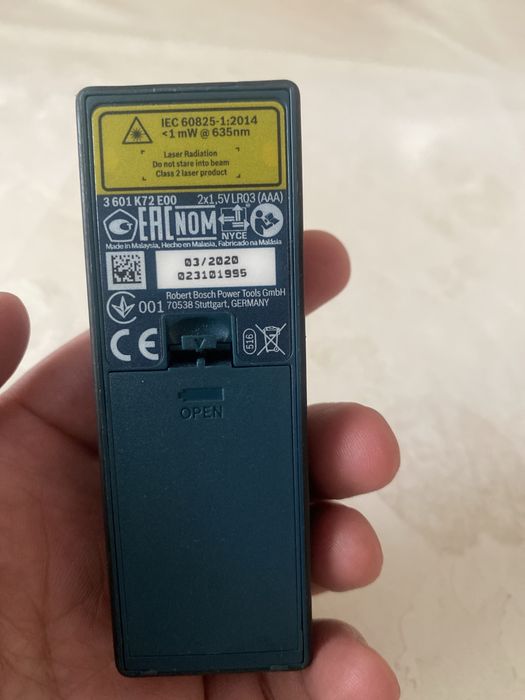 IEC 60825-1:2014
<1 mW @ 635nm
Laser Radiation
Do not stare into beam
Class 2 laser product
3 601 K72 E00 2x1,5V LR03 (AAA)
EAC NOM NYCE
Made in Malaysia, Hecho en Malasia, Fabricado na Malásia
03/2020
023101995
Robert Bosch Power Tools GmbH
001 70538 Stuttgart, GERMANY
CE
516
OPEN